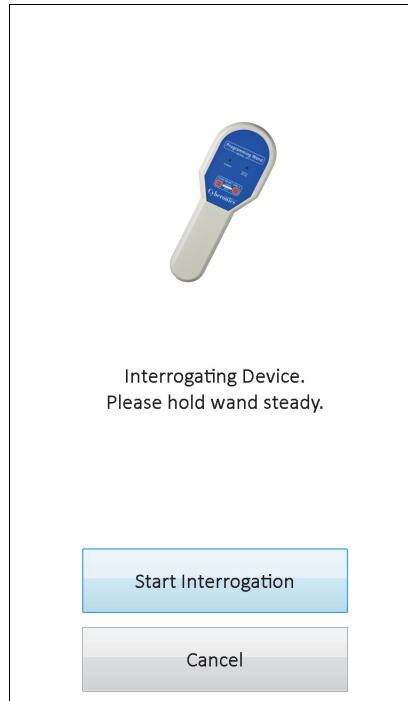 Programming Wand
Cyberonics
Interrogating Device.
Please hold wand steady.
Start Interrogation
Cancel